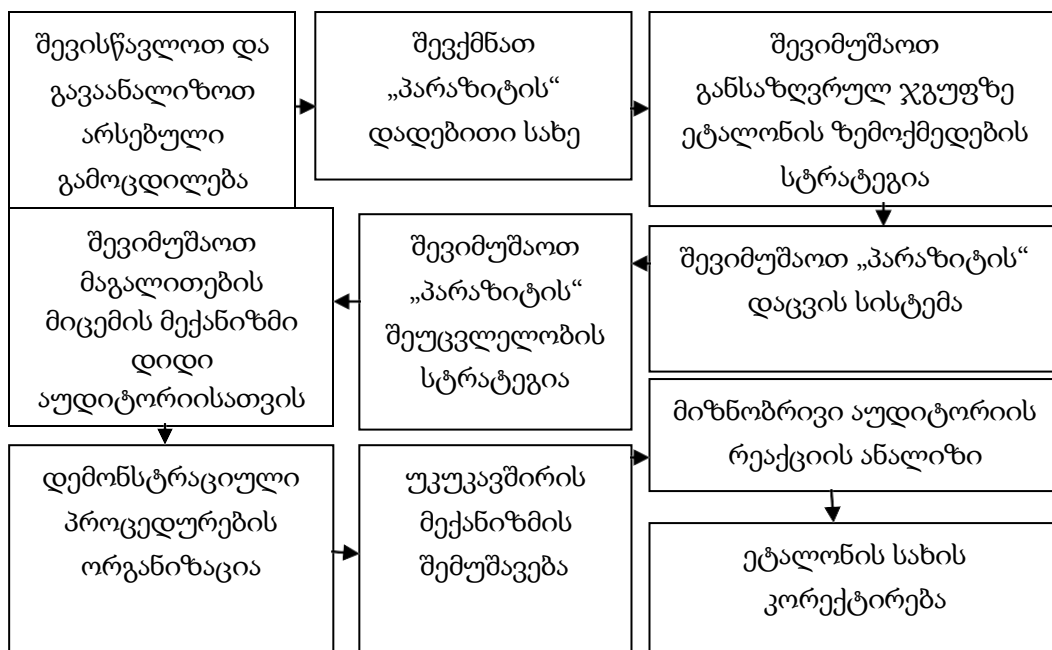 შევისწავლოთ და
გავაანალიზოთ
არსებული
გამოცდილება
შევქმნათ
„პარაზიტის“
დადებითი სახე
შევიმუშაოთ
განსაზღვრულ ჯგუფზე
ეტალონის ზემოქმედების
სტრატეგია
შევიმუშაოთ „პარაზიტის“
დაცვის სისტემა
შევიმუშაოთ
„პარაზიტის“
შეუცვლელობის
სტრატეგია
შევიმუშაოთ
მაგალითების
მიცემის მექანიზმი
დიდი
აუდიტორიისათვის
დემონსტრაციული
პროცედურების
ორგანიზაცია
უკუკავშირის
მექანიზმის
შემუშავება
მიზნობრივი აუდიტორიის
რეაქციის ანალიზი
ეტალონის სახის
კორექტირება